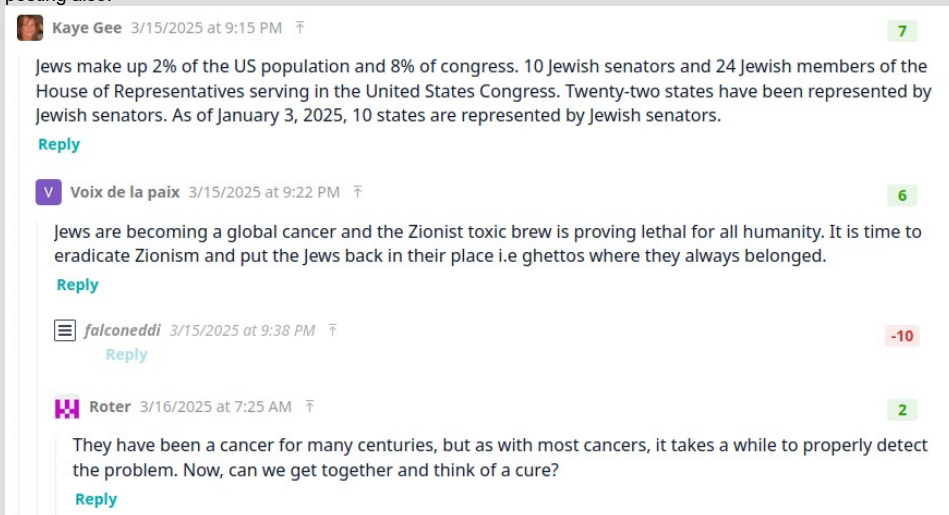 posting also.
Kaye Gee 3/15/2025 at 9:15 PM 7
Jews make up 2% of the US population and 8% of congress. 10 Jewish senators and 24 Jewish members of the
House of Representatives serving in the United States Congress. Twenty-two states have been represented by
Jewish senators. As of January 3, 2025, 10 states are represented by Jewish senators.
Reply
V Voix de la paix 3/15/2025 at 9:22 PM 6
Jews are becoming a global cancer and the Zionist toxic brew is proving lethal for all humanity. It is time to
eradicate Zionism and put the Jews back in their place i.e ghettos where they always belonged.
Reply
falconeddi 3/15/2025 at 9:38 PM -10
Reply
Roter 3/16/2025 at 7:25 AM 2
They have been a cancer for many centuries, but as with most cancers, it takes a while to properly detect
the problem. Now, can we get together and think of a cure?
Reply